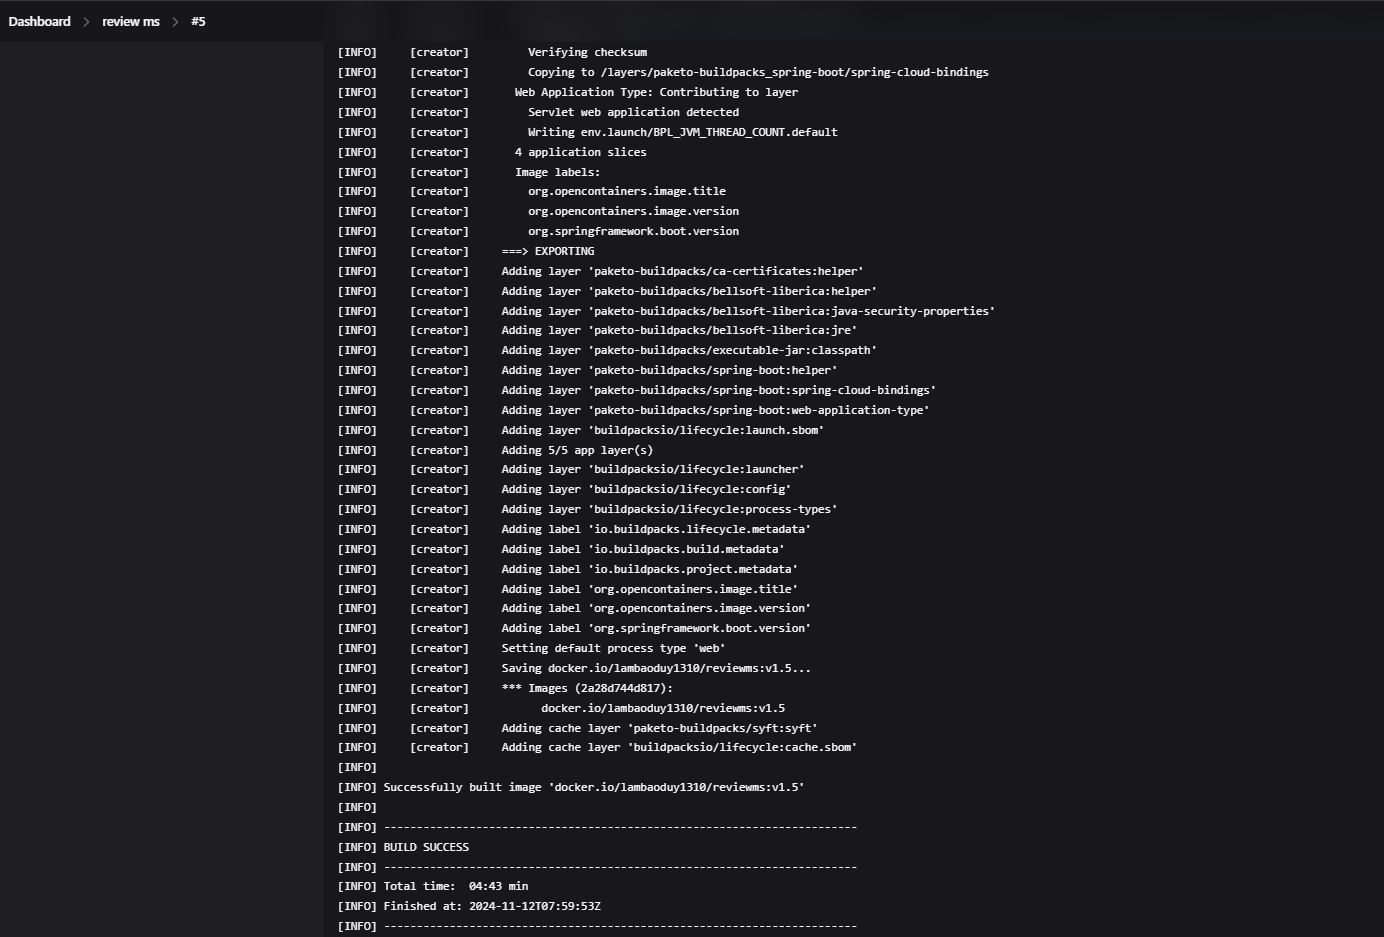 Dashboard > review ms > #5
[INFO] [creator] Verifying checksum
[INFO] [creator] Copying to /layers/paketo-buildpacks_spring-boot/spring-cloud-bindings
[INFO] [creator] Web Application Type: Contributing to layer
[INFO] [creator] Servlet web application detected
[INFO] [creator] Writing env.launch/BPL_JVM_THREAD_COUNT.default
[INFO] [creator] 4 application slices
[INFO] [creator] Image labels:
[INFO] [creator] org.opencontainers.image.title
[INFO] [creator] org.opencontainers.image.version
[INFO] [creator] org.springframework.boot.version
[INFO] [creator] ===> EXPORTING
[INFO] [creator] Adding layer 'paketo-buildpacks/ca-certificates:helper'
[INFO] [creator] Adding layer 'paketo-buildpacks/bellsoft-liberica:helper'
[INFO] [creator] Adding layer 'paketo-buildpacks/bellsoft-liberica:java-security-properties'
[INFO] [creator] Adding layer 'paketo-buildpacks/bellsoft-liberica:jre'
[INFO] [creator] Adding layer 'paketo-buildpacks/executable-jar:classpath'
[INFO] [creator] Adding layer 'paketo-buildpacks/spring-boot:helper'
[INFO] [creator] Adding layer 'paketo-buildpacks/spring-boot:spring-cloud-bindings'
[INFO] [creator] Adding layer 'paketo-buildpacks/spring-boot:web-application-type'
[INFO] [creator] Adding layer 'buildpacksio/lifecycle:launch.sbom'
[INFO] [creator] Adding 5/5 app layer(s)
[INFO] [creator] Adding layer 'buildpacksio/lifecycle:launcher'
[INFO] [creator] Adding layer 'buildpacksio/lifecycle:config'
[INFO] [creator] Adding layer 'buildpacksio/lifecycle:process-types'
[INFO] [creator] Adding label 'io.buildpacks.lifecycle.metadata'
[INFO] [creator] Adding label 'io.buildpacks.build.metadata'
[INFO] [creator] Adding label 'io.buildpacks.project.metadata'
[INFO] [creator] Adding label 'org.opencontainers.image.title'
[INFO] [creator] Adding label 'org.opencontainers.image.version'
[INFO] [creator] Adding label 'org.springframework.boot.version'
[INFO] [creator] Setting default process type 'web'
[INFO] [creator] Saving docker.io/lambaoduy1310/reviewms:v1.5...
[INFO] [creator] *** Images (2a28d744d817):
[INFO] [creator] docker.io/lambaoduy1310/reviewms:v1.5
[INFO] [creator] Adding cache layer 'paketo-buildpacks/syft:syft'
[INFO] [creator] Adding cache layer 'buildpacksio/lifecycle:cache.sbom'
[INFO]
[INFO] Successfully built image 'docker.io/lambaoduy1310/reviewms:v1.5'
[INFO]
[INFO] ------------------------------------------------------------------------
[INFO] BUILD SUCCESS
[INFO] ------------------------------------------------------------------------
[INFO] Total time:  04:43 min
[INFO] Finished at: 2024-11-12T07:59:53Z
[INFO] ------------------------------------------------------------------------